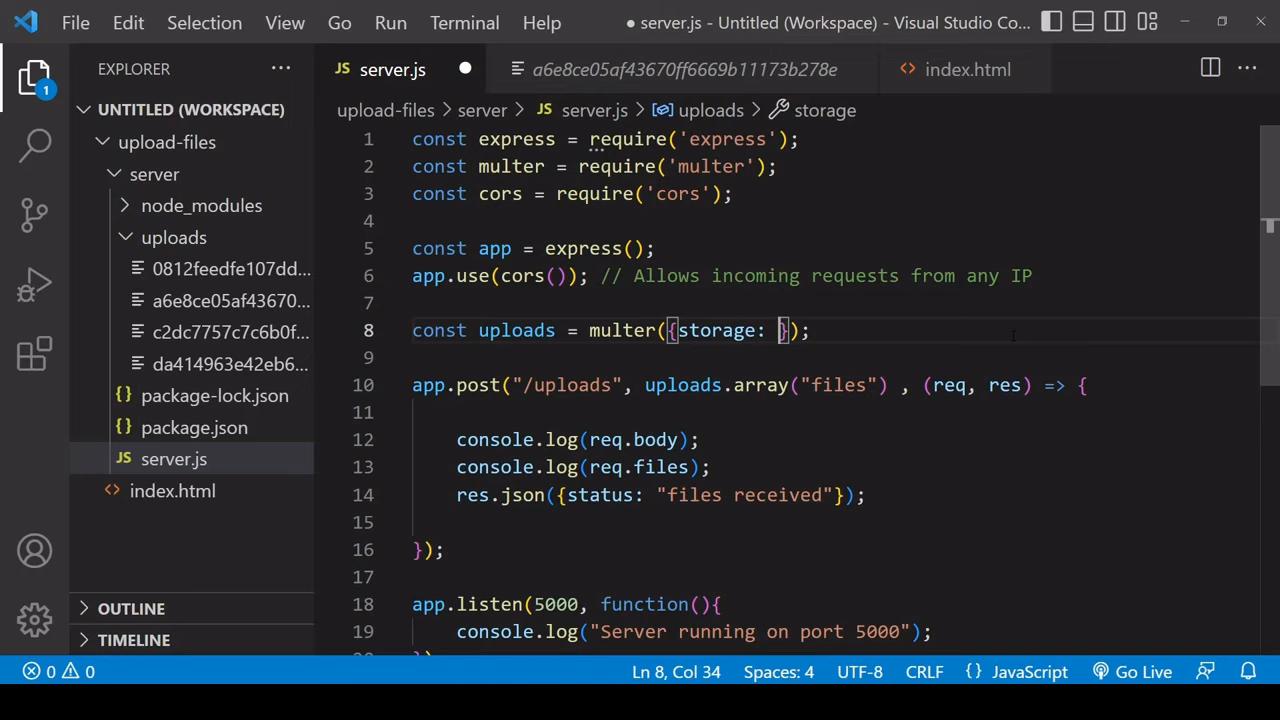 File Edit Selection View Go Run Terminal Help ● server.js - Untitled (Workspace) - Visual Studio Co...
EXPLORER ...
JS server.js ● a6e8ce05af43670ff6669b11173b278e <> index.html ...
1
UNTITLED (WORKSPACE)
upload-files
server
node_modules
uploads
0812feedfe107dd...
a6e8ce05af43670...
c2dc7757c7c6b0f...
da414963e42eb6...
{} package-lock.json
{} package.json
JS server.js
<> index.html
OUTLINE
TIMELINE
upload-files > server > JS server.js > uploads > storage
1 const express = require('express');
2 const multer = require('multer');
3 const cors = require('cors');
4
5 const app = express();
6 app.use(cors()); // Allows incoming requests from any IP
7
8 const uploads = multer({storage: });
9
10 app.post("/uploads", uploads.array("files") , (req, res) => {
11
12 console.log(req.body);
13 console.log(req.files);
14 res.json({status: "files received"});
15
16 });
17
18 app.listen(5000, function(){
19 console.log("Server running on port 5000");
0 0 Ln 8, Col 34 Spaces: 4 UTF-8 CRLF {} JavaScript Go Live